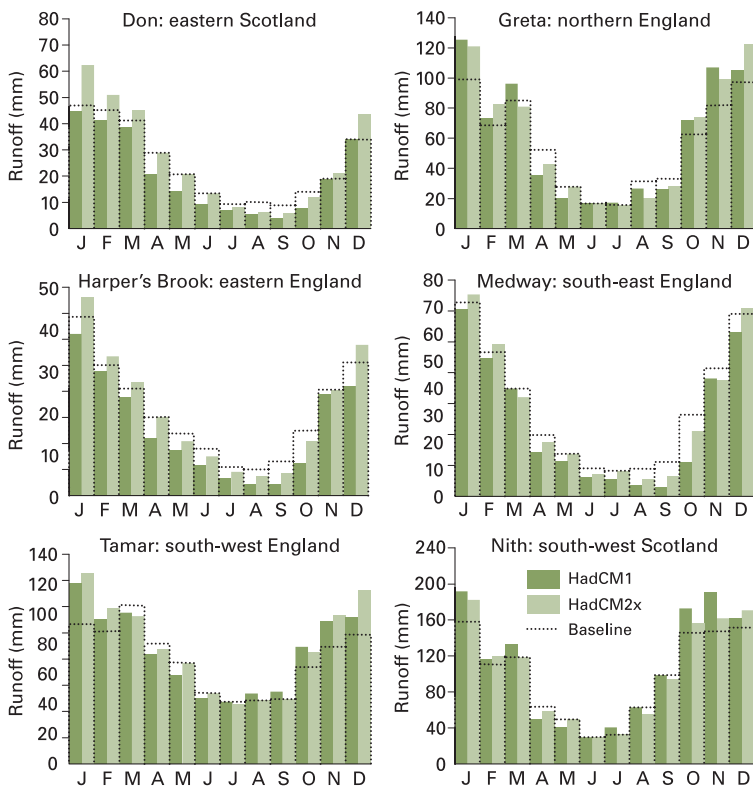 Don: eastern Scotland
80
70
60
50
40
30
20
10
0
Runoff (mm)
J F M A M J J A S O N D
Greta: northern England
140
120
100
80
60
40
20
0
Runoff (mm)
J F M A M J J A S O N D
Harper's Brook: eastern England
50
40
30
20
10
0
Runoff (mm)
J F M A M J J A S O N D
Medway: south-east England
80
70
60
50
40
30
20
10
0
Runoff (mm)
J F M A M J J A S O N D
Tamar: south-west England
140
120
100
80
60
40
20
0
Runoff (mm)
J F M A M J J A S O N D
Nith: south-west Scotland
240
200
160
120
80
40
0
Runoff (mm)
HadCM1
HadCM2x
Baseline
J F M A M J J A S O N D